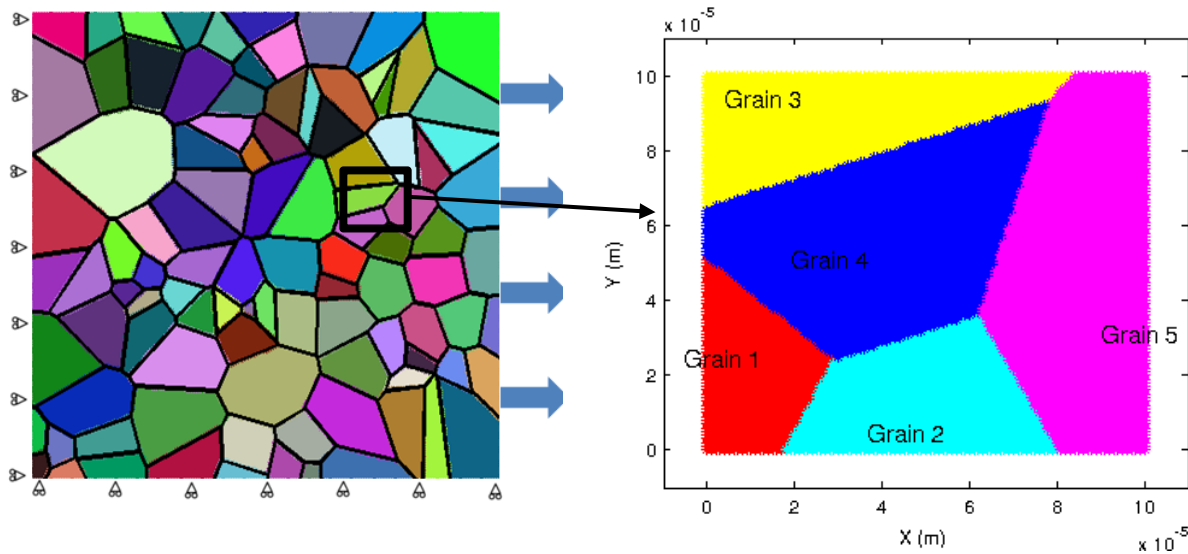 x 10⁻⁵
10
8
6
4
2
0
Y (m)
Grain 3
Grain 4
Grain 5
Grain 1
Grain 2
0 2 4 6 8 10
X (m)
x 10⁻⁵